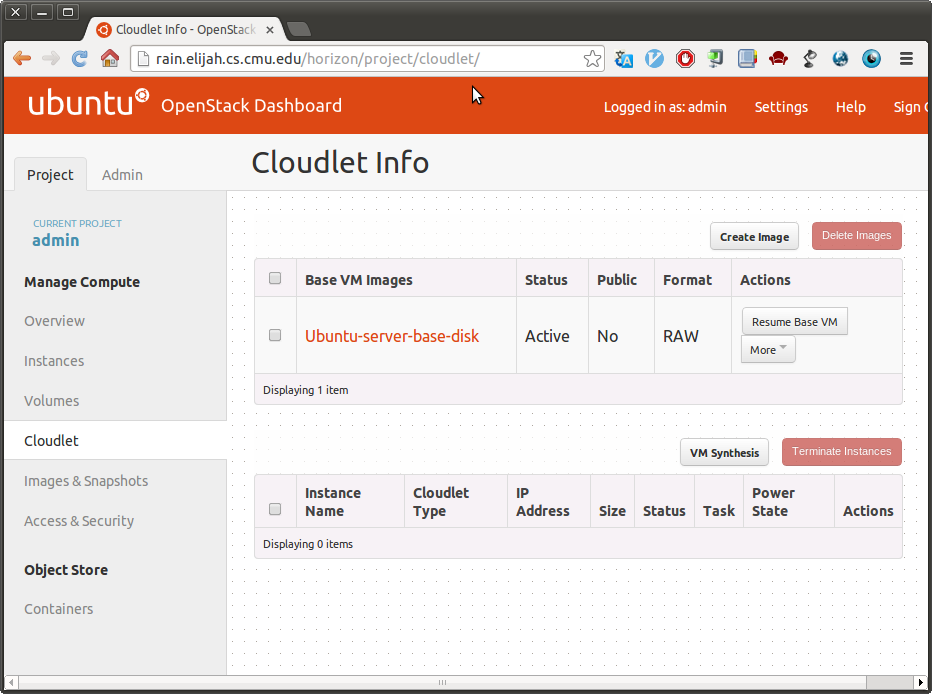 Cloudlet Info - OpenStack
rain.elijah.cs.cmu.edu/horizon/project/cloudlet/
ubuntu OpenStack Dashboard
Logged in as: admin Settings Help Sign
Project Admin
Cloudlet Info
CURRENT PROJECT
admin
Manage Compute
Overview
Instances
Volumes
Cloudlet
Images & Snapshots
Access & Security
Object Store
Containers
Create Image Delete Images
Base VM Images Status Public Format Actions
Ubuntu-server-base-disk Active No RAW Resume Base VM
More
Displaying 1 item
VM Synthesis Terminate Instances
Instance Name Cloudlet Type IP Address Size Status Task Power State Actions
Displaying 0 items